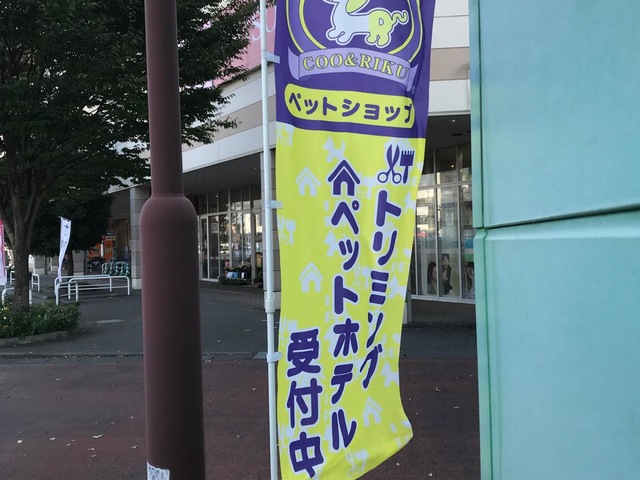 COO&RIKU
ペットショップ
トリミング
ペットホテル
受付中